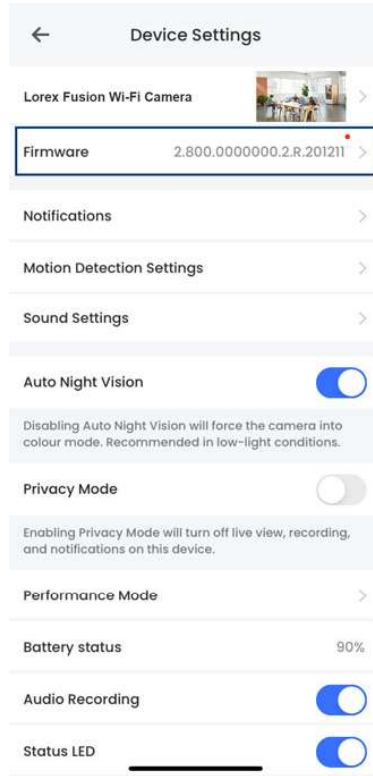 Device Settings
Lorex Fusion Wi-Fi Camera
Firmware 2.800.0000000.2.R.201211
Notifications
Motion Detection Settings
Sound Settings
Auto Night Vision
Disabling Auto Night Vision will force the camera into
colour mode. Recommended in low-light conditions.
Privacy Mode
Enabling Privacy Mode will turn off live view, recording,
and notifications on this device.
Performance Mode
Battery status 90%
Audio Recording
Status LED